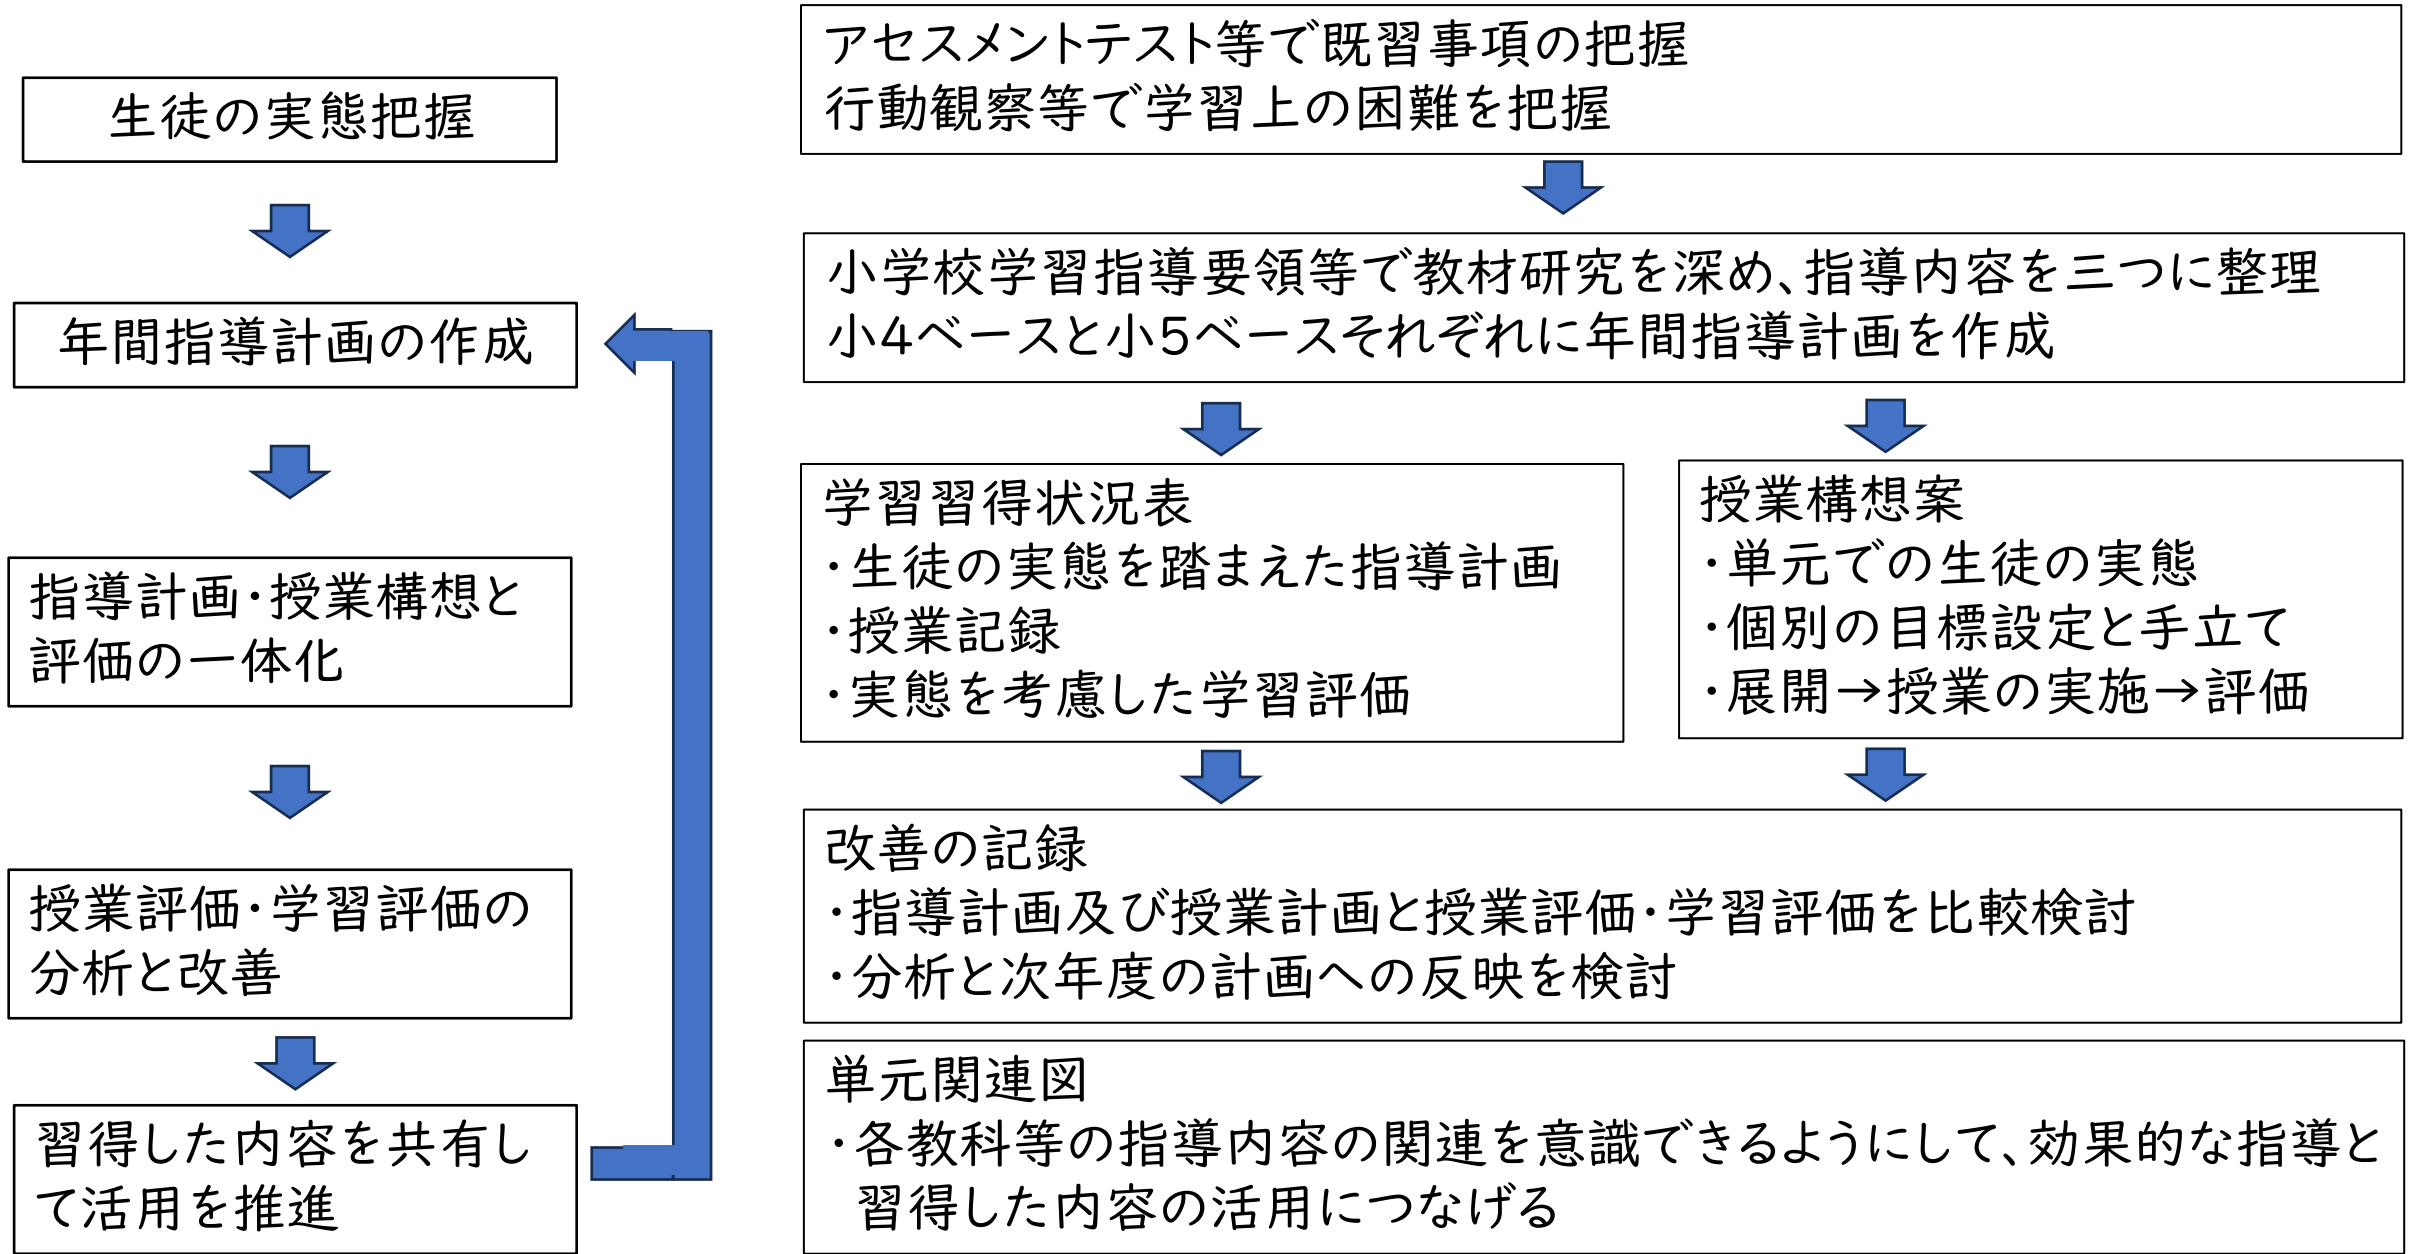 生徒の実態把握
年間指導計画の作成
指導計画・授業構想と
評価の一体化
授業評価・学習評価の
分析と改善
習得した内容を共有し
て活用を推進
アセスメントテスト等で既習事項の把握
行動観察等で学習上の困難を把握
小学校学習指導要領等で教材研究を深め、指導内容を三つに整理
小4ベースと小5ベースそれぞれに年間指導計画を作成
学習習得状況表
・生徒の実態を踏まえた指導計画
・授業記録
・実態を考慮した学習評価
授業構想案
・単元での生徒の実態
・個別の目標設定と手立て
・展開→授業の実施→評価
改善の記録
・指導計画及び授業計画と授業評価・学習評価を比較検討
・分析と次年度の計画への反映を検討
単元関連図
・各教科等の指導内容の関連を意識できるようにして、効果的な指導と
習得した内容の活用につなげる